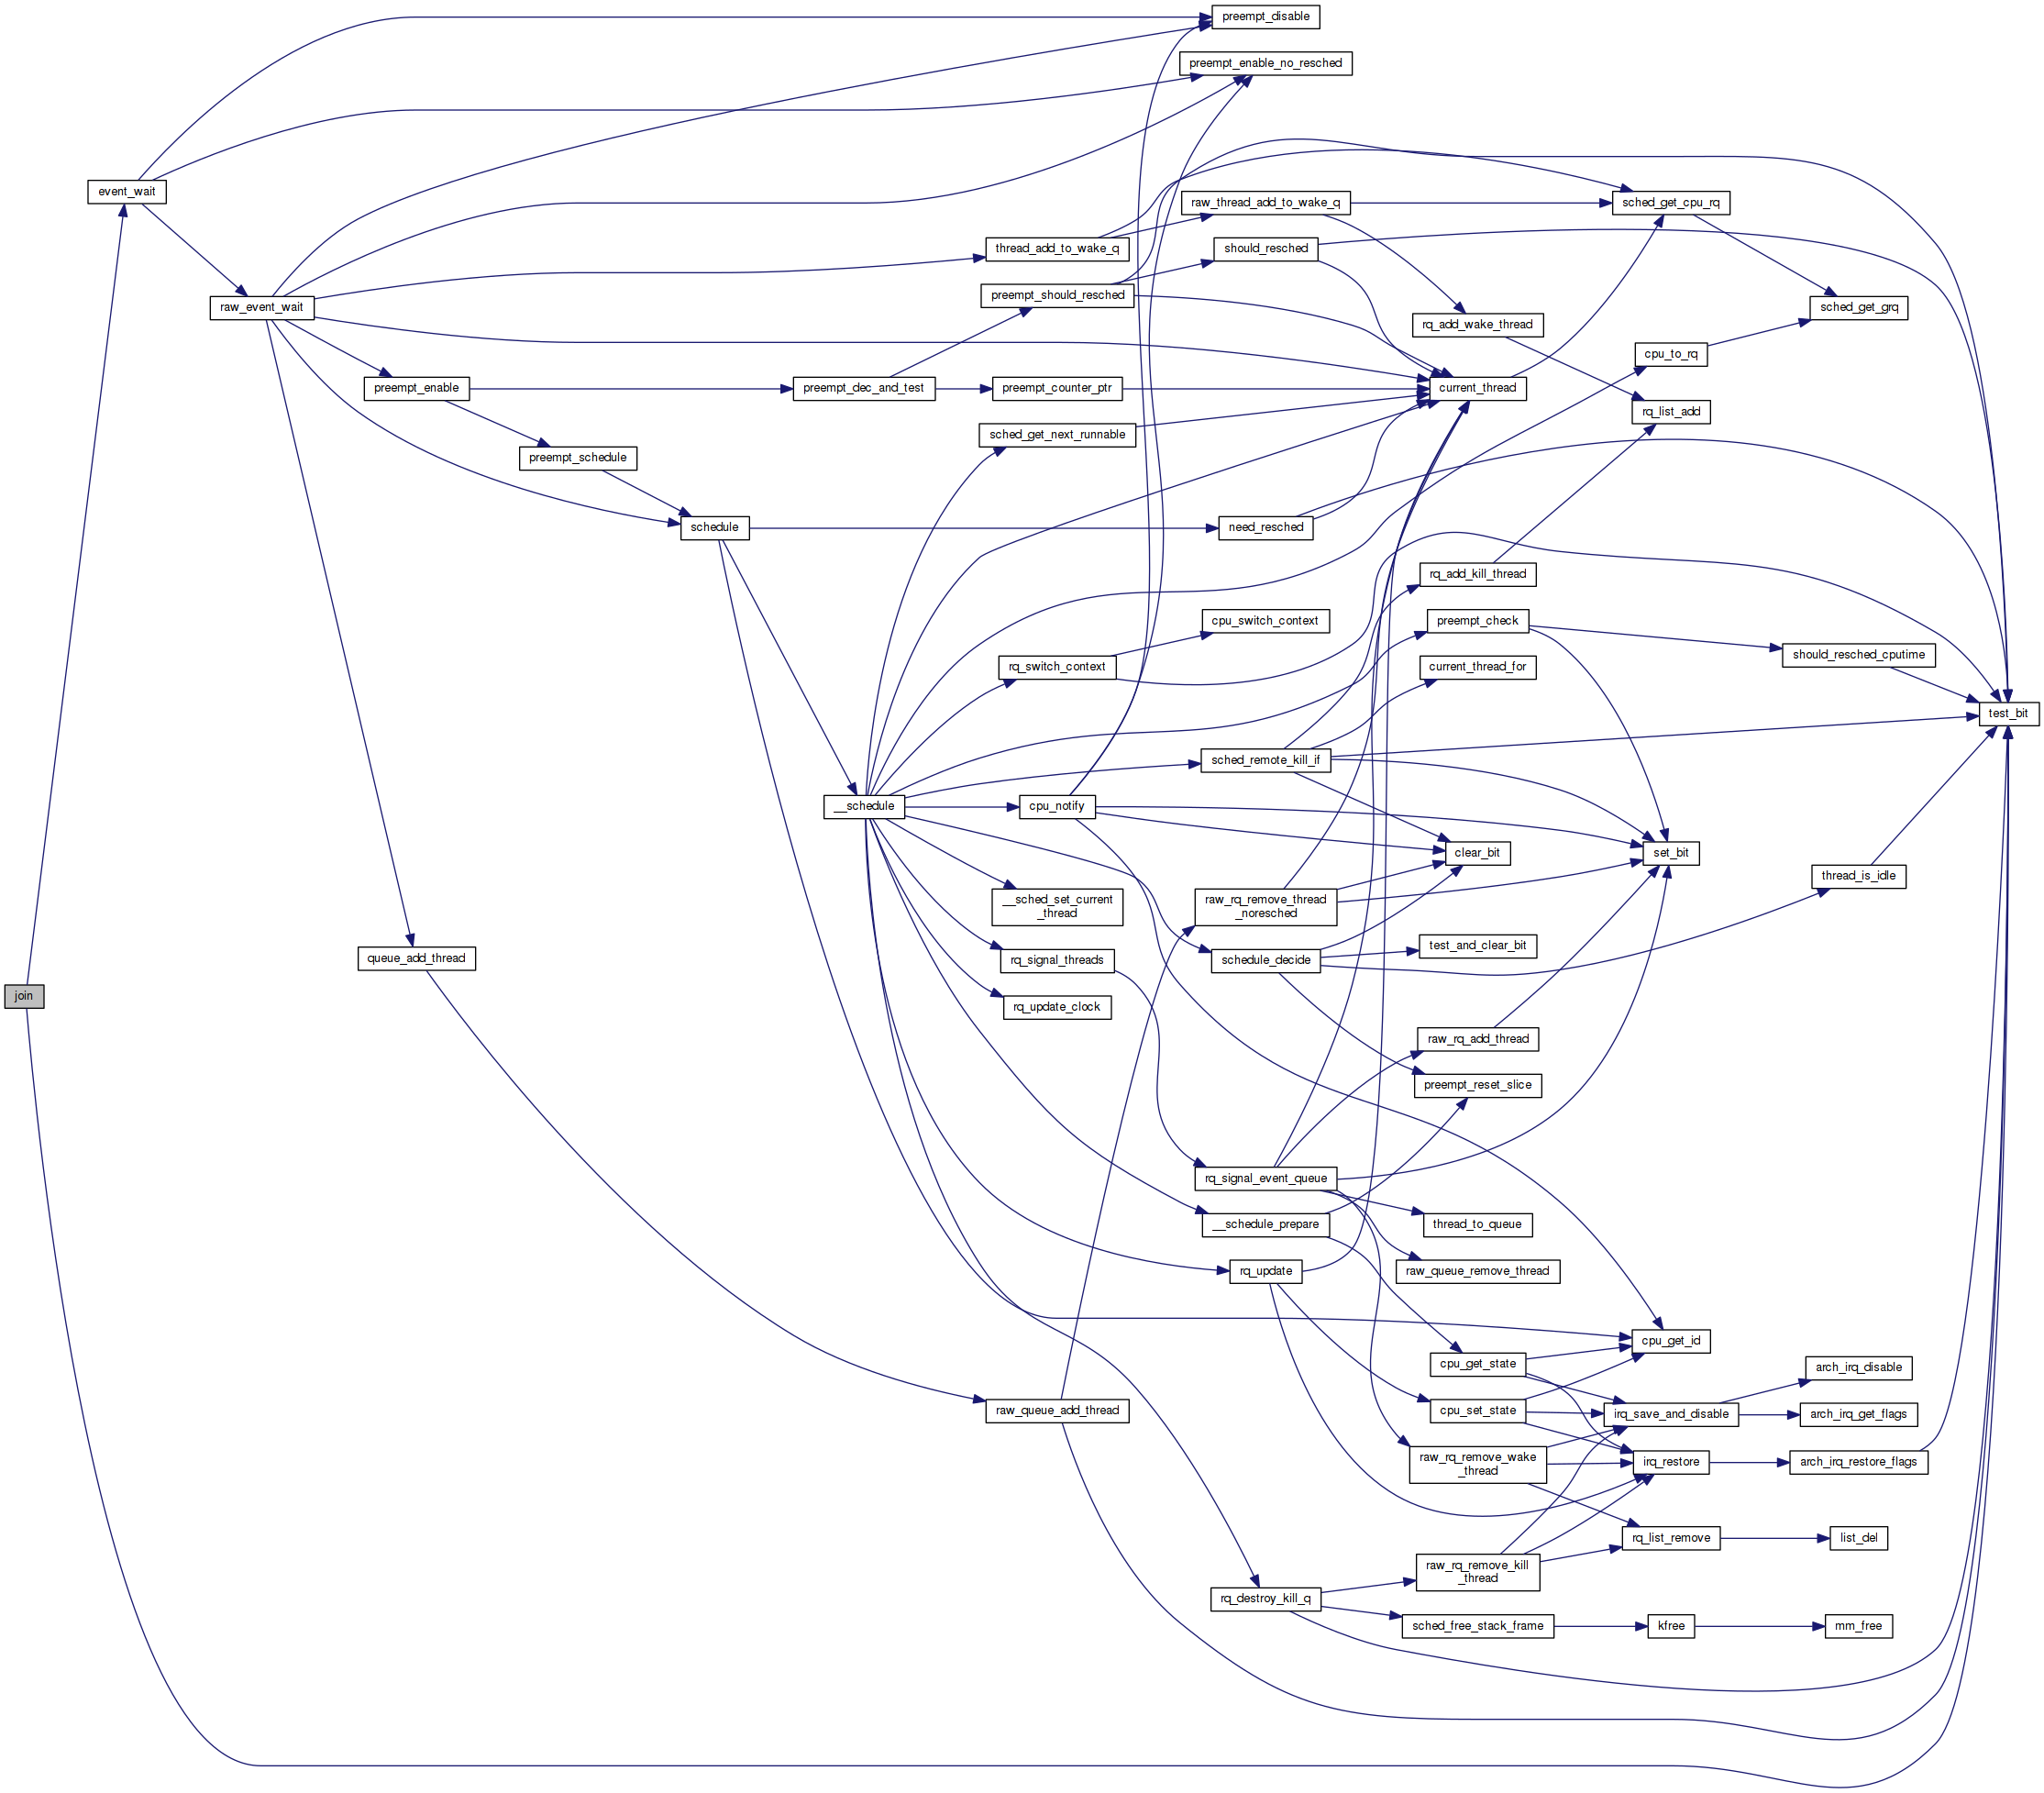 preempt_disable
preempt_enable_no_resched
event_wait
raw_thread_add_to_wake_q
sched_get_cpu_rq
thread_add_to_wake_q
should_resched
preempt_should_resched
raw_event_wait
sched_get_grq
rq_add_wake_thread
cpu_to_rq
preempt_enable
preempt_dec_and_test
preempt_counter_ptr
current_thread
rq_list_add
sched_get_next_runnable
preempt_schedule
schedule
need_resched
rq_add_kill_thread
cpu_switch_context
preempt_check
should_resched_cputime
rq_switch_context
current_thread_for
test_bit
sched_remote_kill_if
__schedule
cpu_notify
clear_bit
set_bit
thread_is_idle
__sched_set_current
_thread
raw_rq_remove_thread
_noresched
test_and_clear_bit
queue_add_thread
rq_signal_threads
schedule_decide
join
rq_update_clock
raw_rq_add_thread
preempt_reset_slice
rq_signal_event_queue
__schedule_prepare
thread_to_queue
rq_update
raw_queue_remove_thread
cpu_get_id
cpu_get_state
arch_irq_disable
raw_queue_add_thread
cpu_set_state
irq_save_and_disable
arch_irq_get_flags
raw_rq_remove_wake
_thread
irq_restore
arch_irq_restore_flags
rq_list_remove
list_del
raw_rq_remove_kill
_thread
rq_destroy_kill_q
sched_free_stack_frame
kfree
mm_free